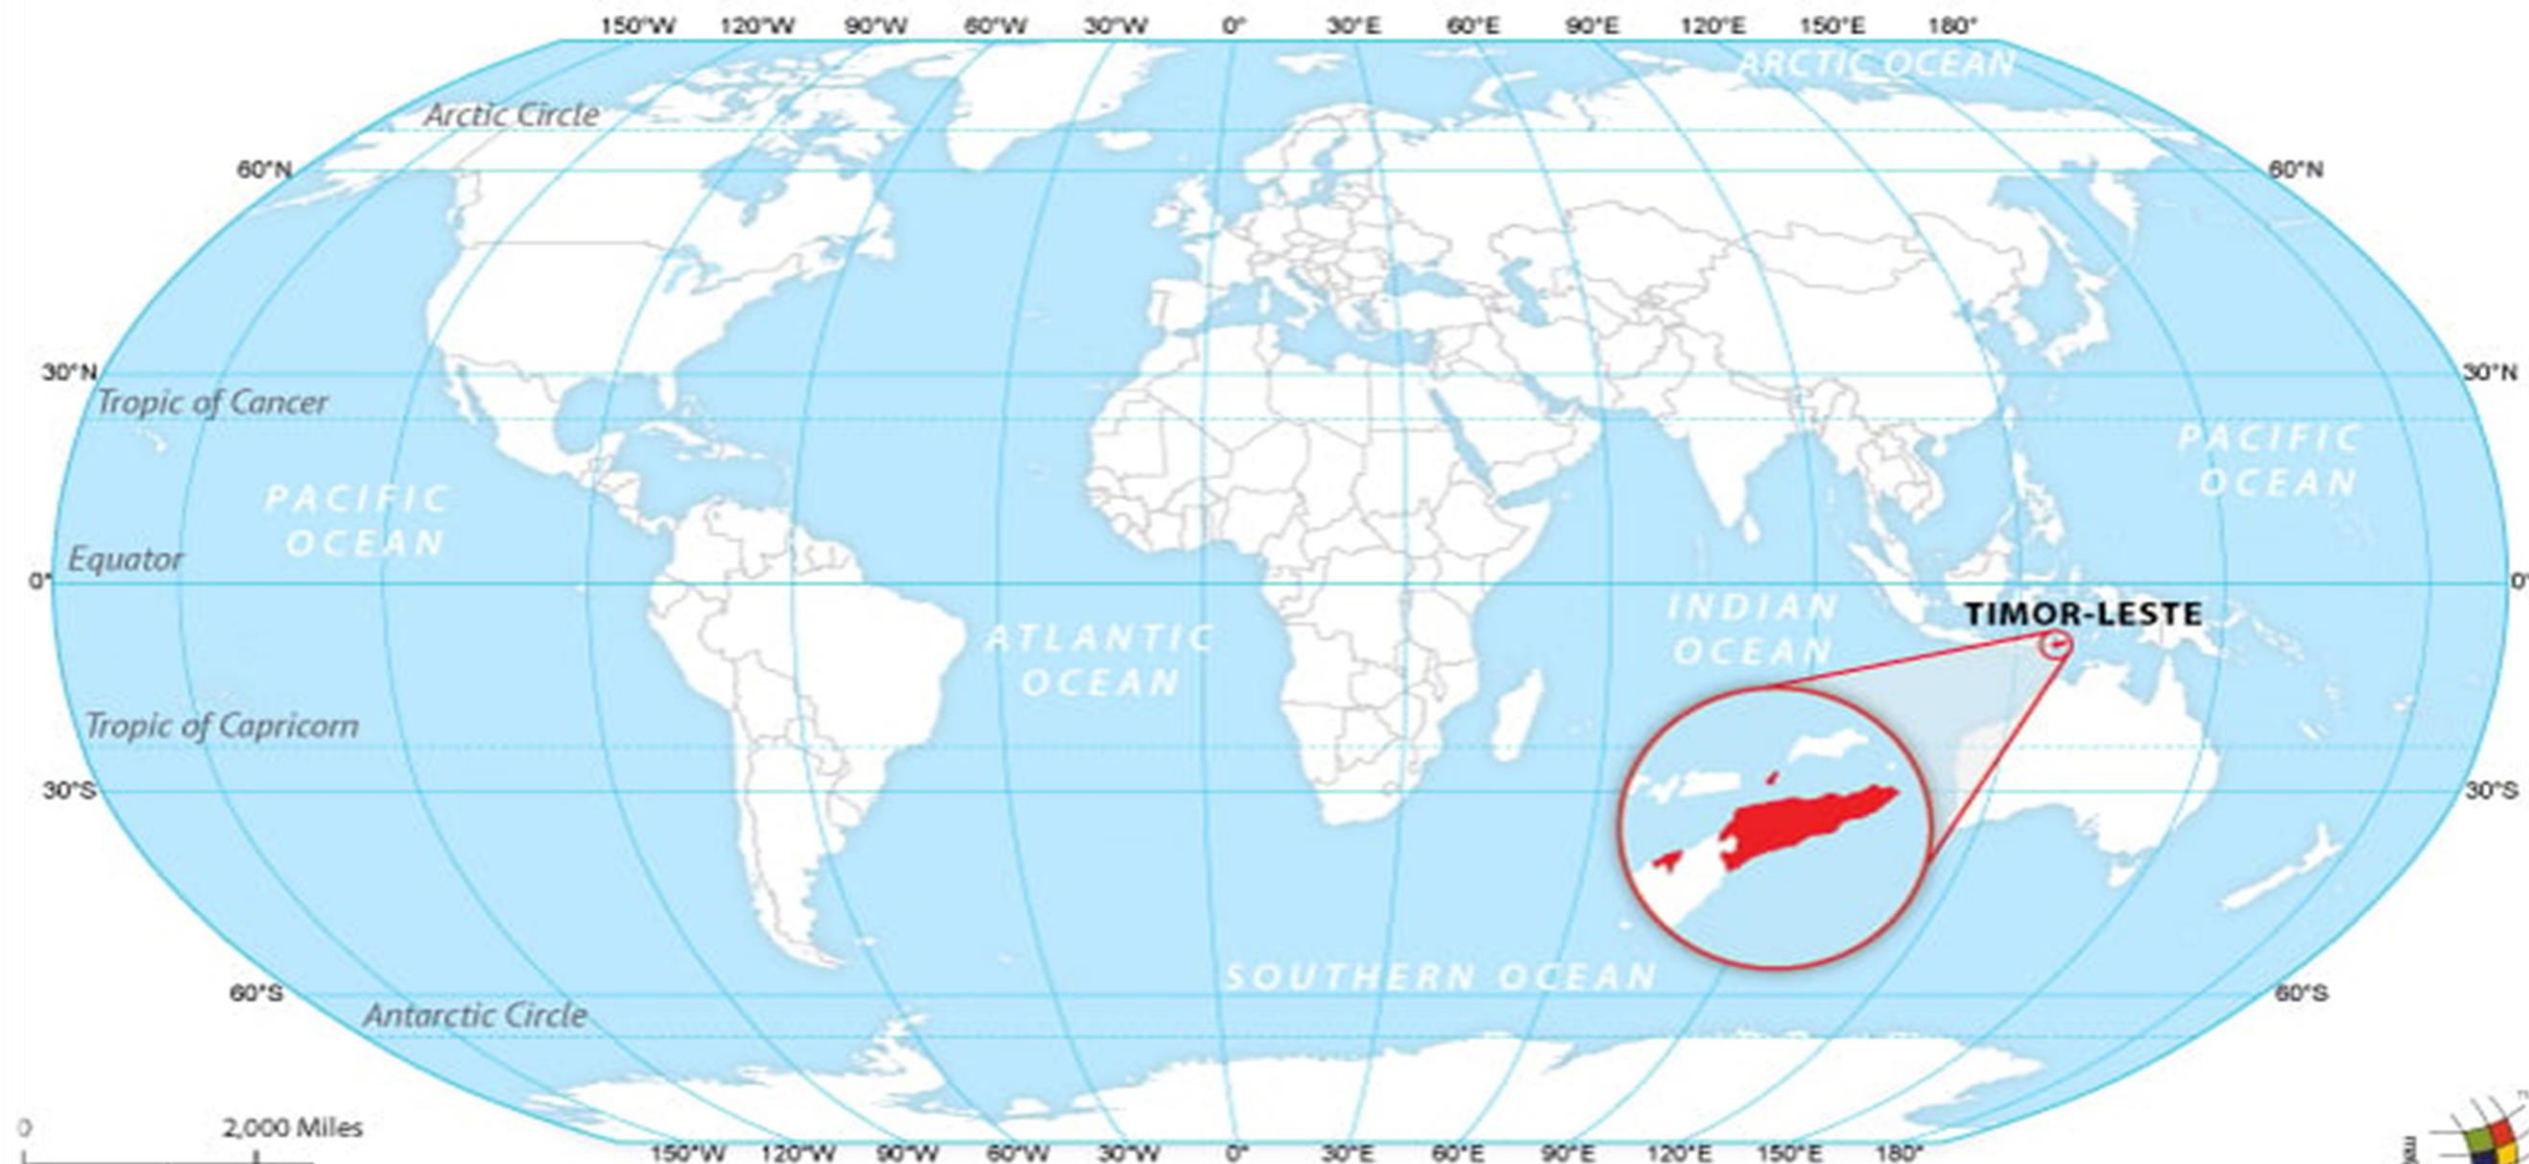 150°W 120°W 90°W 60°W 30°W 0° 30°E 60°E 90°E 120°E 150°E 180°
ARCTIC OCEAN
Arctic Circle
60°N 60°N
30°N 30°N
Tropic of Cancer
PACIFIC
OCEAN
PACIFIC
OCEAN
Equator
0° 0°
INDIAN
OCEAN
TIMOR-LESTE
ATLANTIC
OCEAN
Tropic of Capricorn
30°S 30°S
SOUTHERN OCEAN
60°S 60°S
Antarctic Circle
0 2,000 Miles
150°W 120°W 90°W 60°W 30°W 0° 30°E 60°E 90°E 120°E 150°E 180°